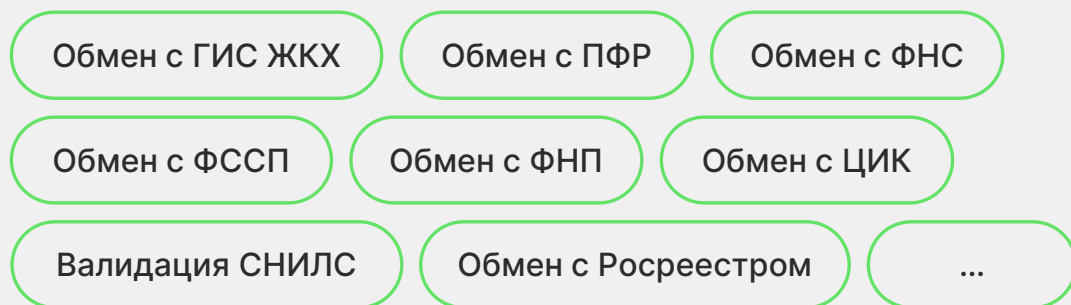 Обмен с ГИС ЖКХ Обмен с ПФР Обмен с ФНС
Обмен с ФССП Обмен с ФНП Обмен с ЦИК
Валидация СНИЛС Обмен с Росреестром ...